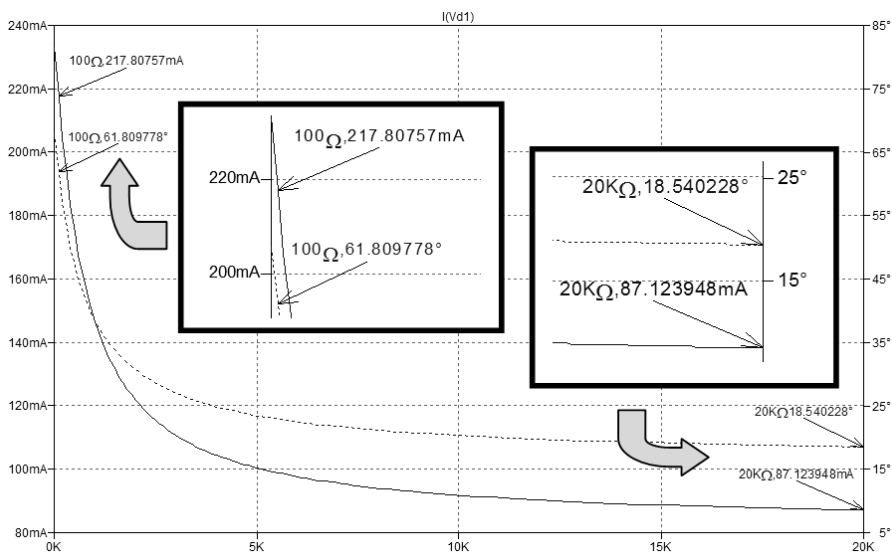 I(Vd1)
240mA
220mA
200mA
180mA
160mA
140mA
120mA
100mA
80mA
85°
75°
65°
55°
45°
35°
25°
15°
5°
0K
5K
10K
15K
20K
100Ω,217.80757mA
100Ω,61.809778°
100Ω,217.80757mA
220mA
100Ω,61.809778°
200mA
25°
20KΩ,18.540228°
15°
20KΩ,87.123948mA
20KΩ18.540228°
20KΩ,87.123948mA